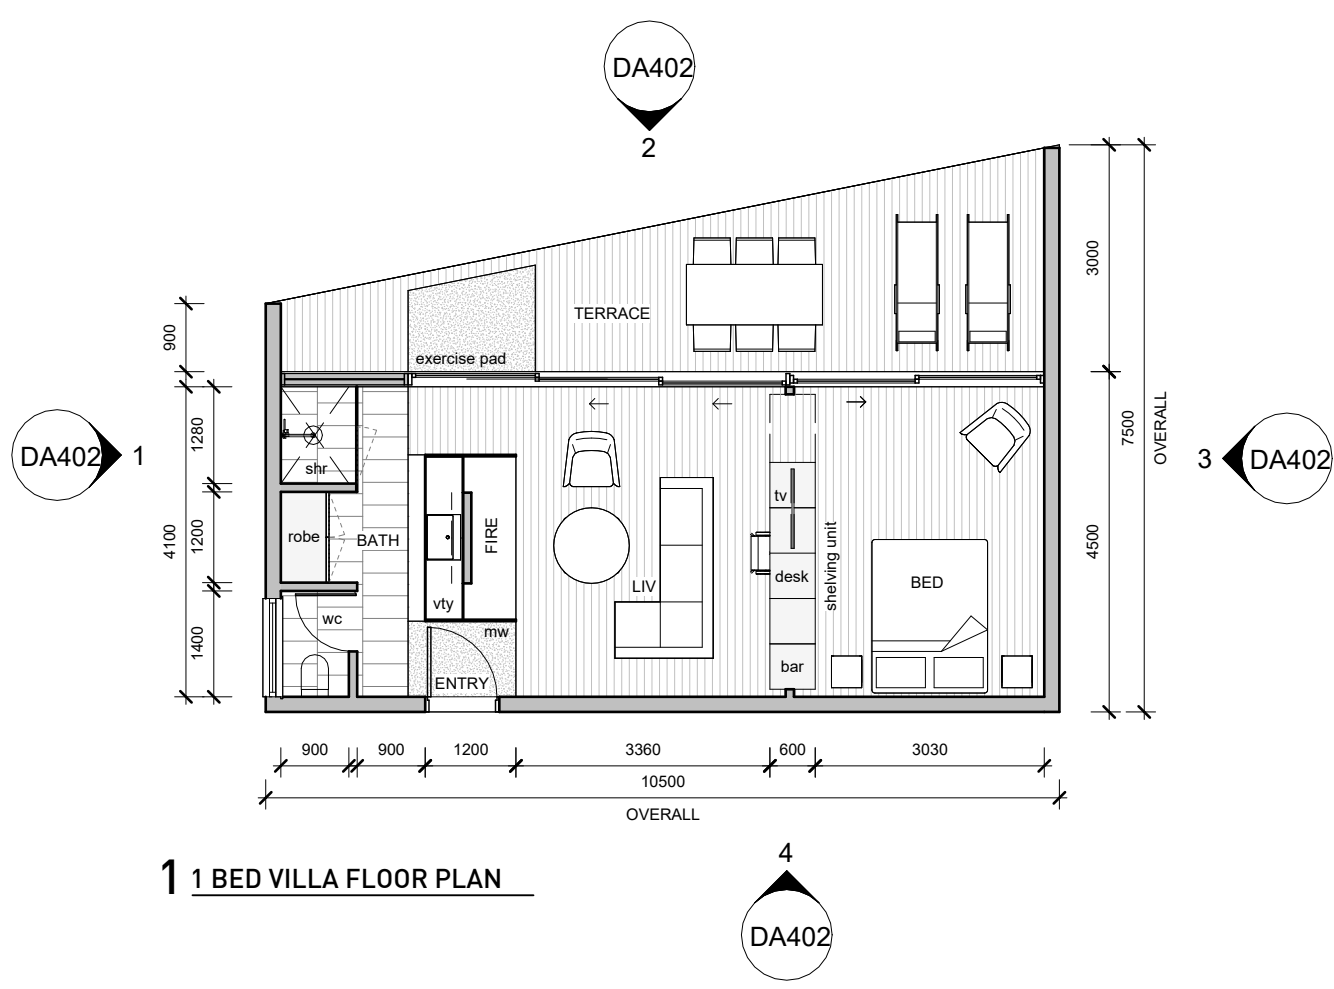 DA402
2
TERRACE
exercise pad
3000
900
7500
OVERALL
DA402
1
3
DA402
1280
shr
tv
4100
1200
robe
BATH
FIRE
4500
LIV
desk
shelving unit
BED
vty
wc
mw
1400
ENTRY
bar
900
900
1200
3360
600
3030
10500
OVERALL
1
1 BED VILLA FLOOR PLAN
4
DA402